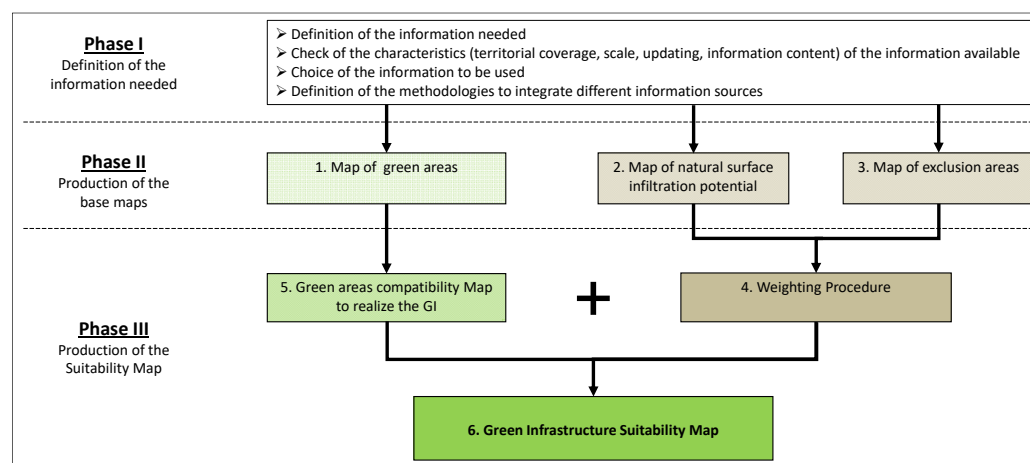 Phase I
Definition of the
information needed
➢ Definition of the information needed
➢ Check of the characteristics (territorial coverage, scale, updating, information content) of the information available
➢ Choice of the information to be used
➢ Definition of the methodologies to integrate different information sources
Phase II
Production of the
base maps
1. Map of green areas
2. Map of natural surface
infiltration potential
3. Map of exclusion areas
Phase III
Production of the
Suitability Map
5. Green areas compatibility Map
to realize the GI
+
4. Weighting Procedure
6. Green Infrastructure Suitability Map